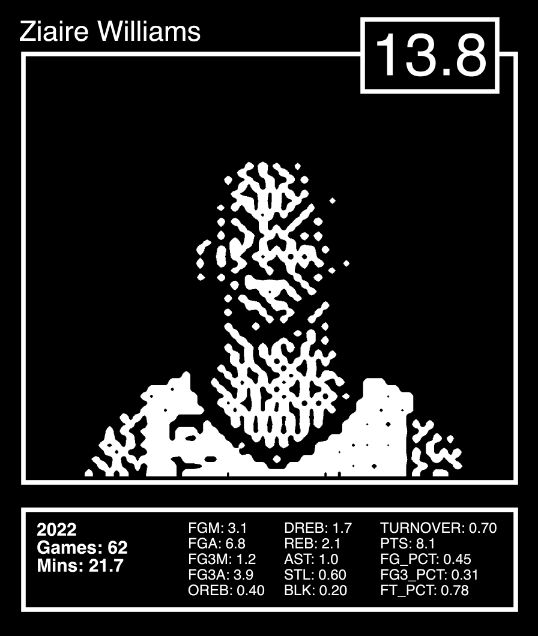 Ziaire Williams
13.8
2022
Games: 62
Mins: 21.7
FGM: 3.1
FGA: 6.8
FG3M: 1.2
FG3A: 3.9
OREB: 0.40
DREB: 1.7
REB: 2.1
AST: 1.0
STL: 0.60
BLK: 0.20
TURNOVER: 0.70
PTS: 8.1
FG_PCT: 0.45
FG3_PCT: 0.31
FT_PCT: 0.78